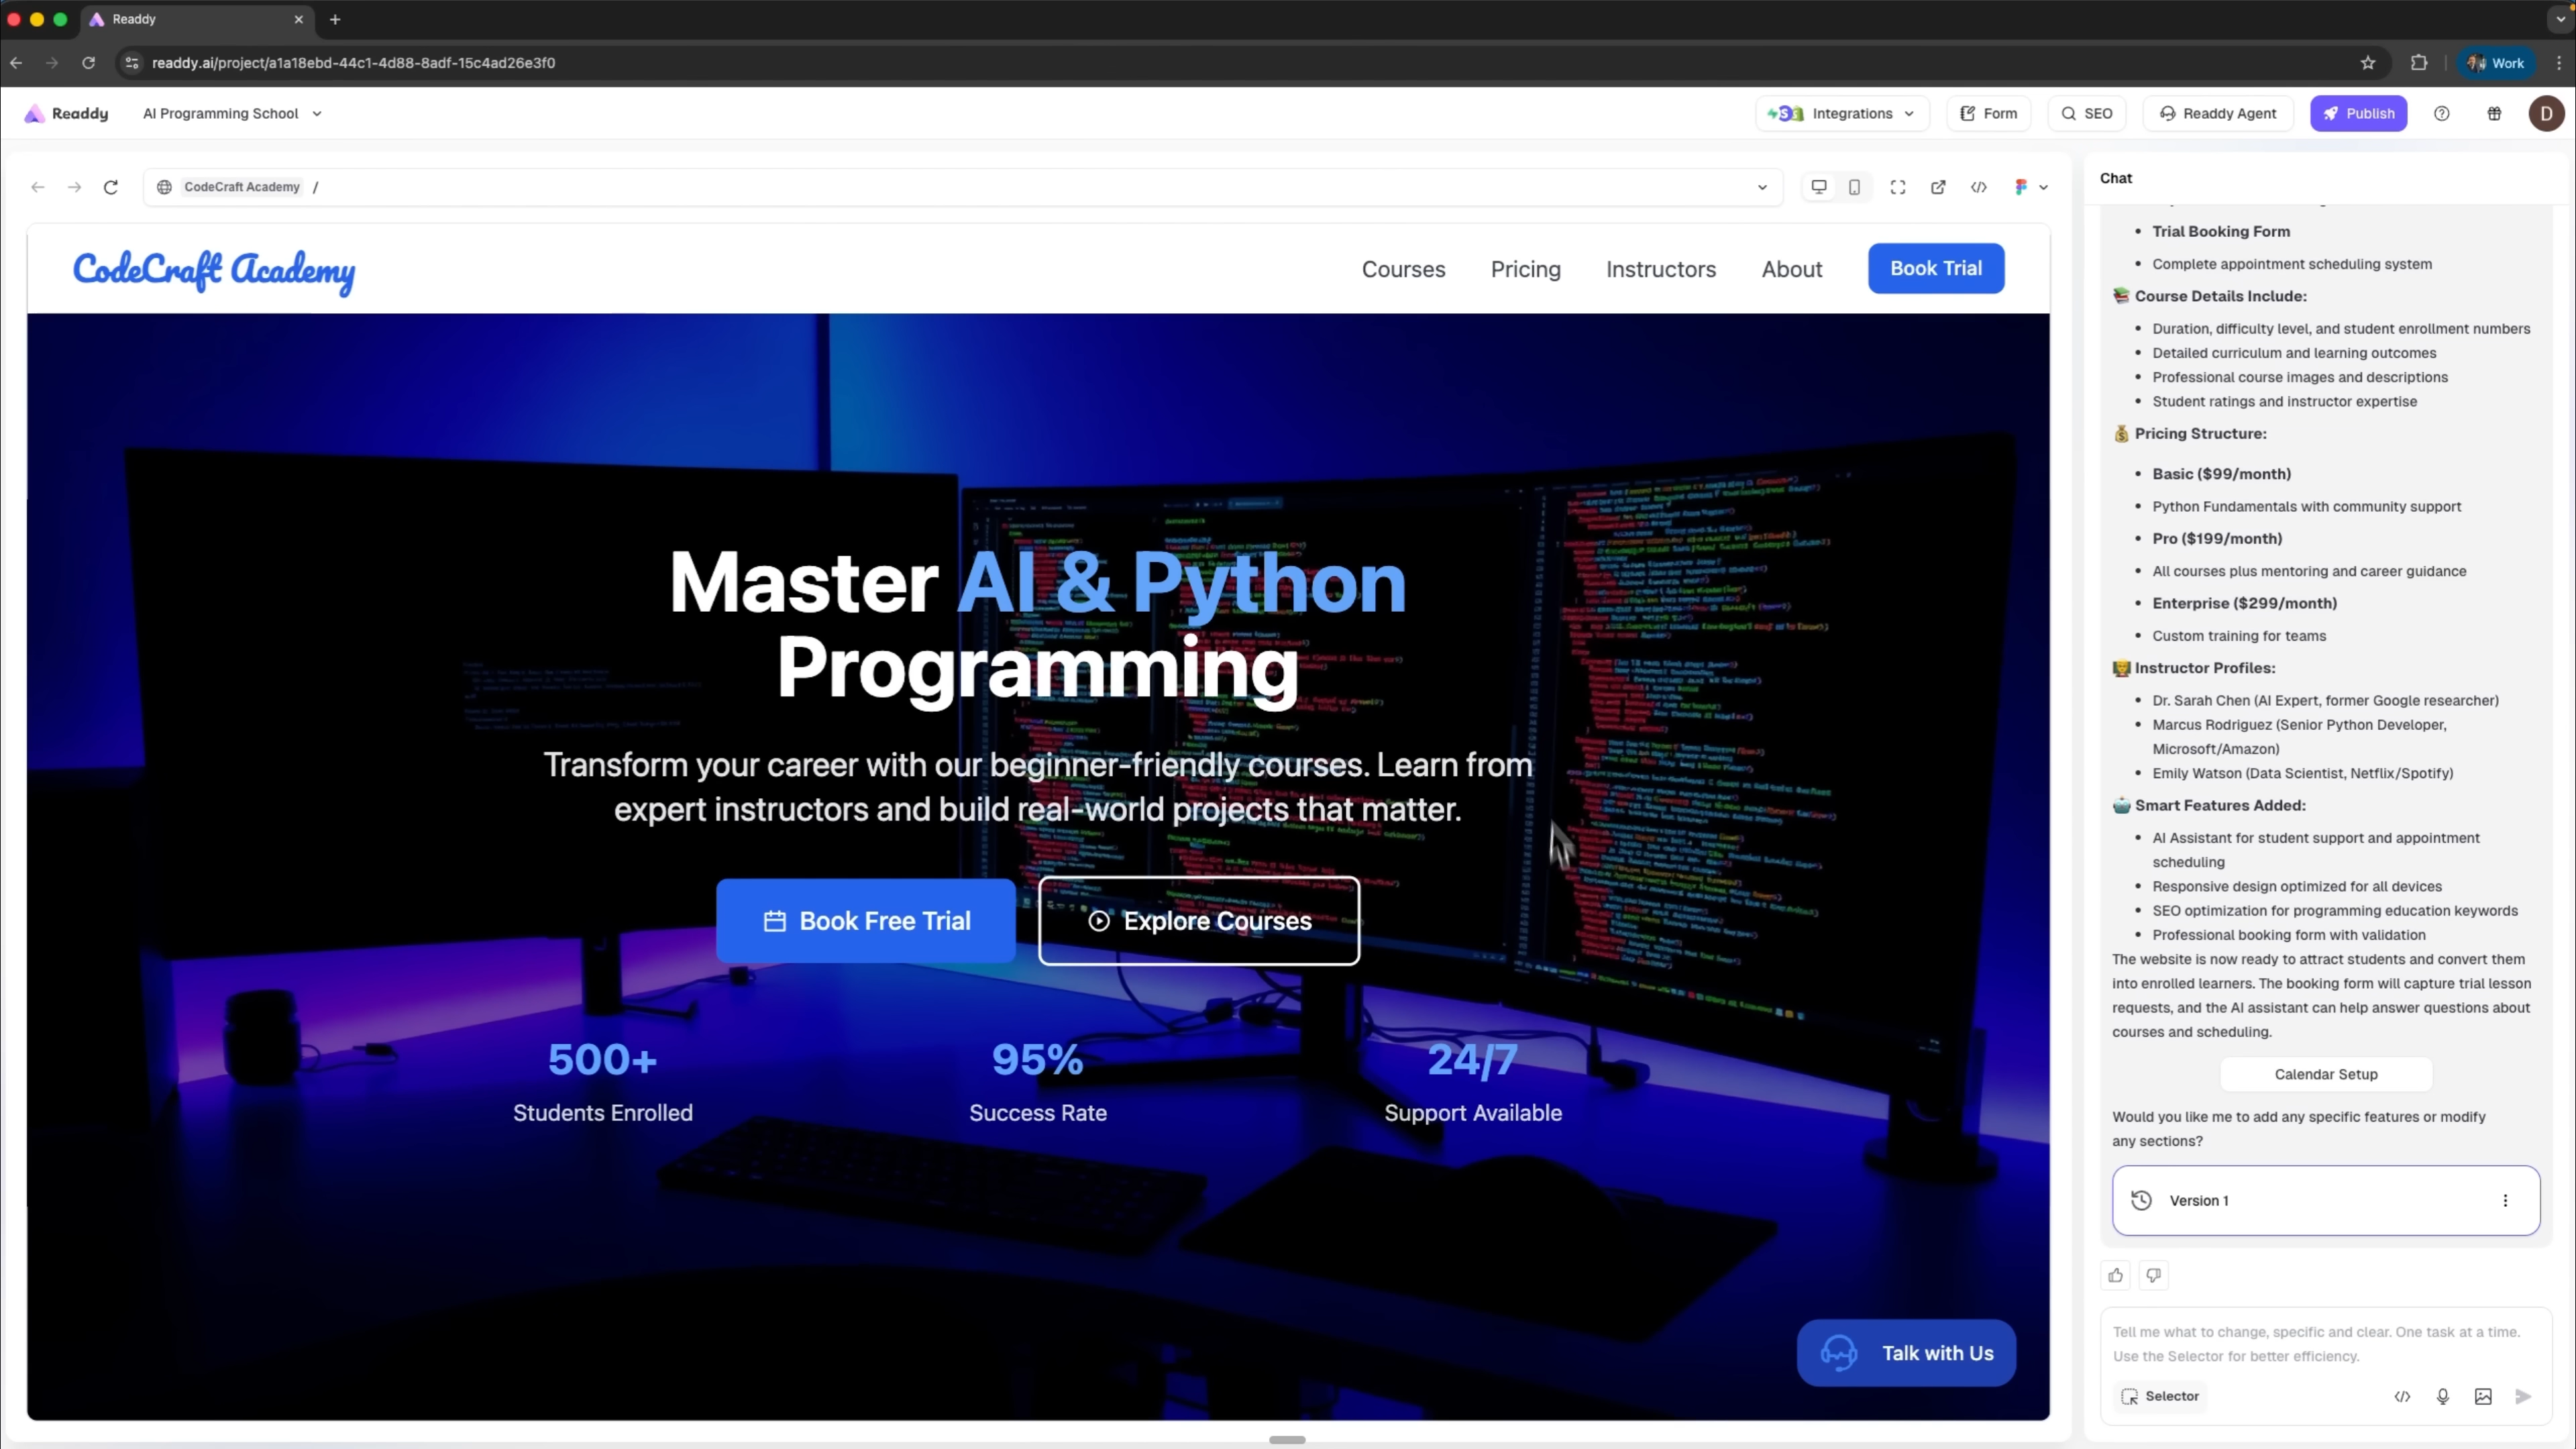 Readdy
readdy.ai/project/a1a18ebd-44c1-4d88-8adf-15c4ad26e3f0
Work
Readdy
AI Programming School
Integrations
Form
SEO
Readdy Agent
Publish
D
CodeCraft Academy /
Chat
CodeCraft Academy
Courses
Pricing
Instructors
About
Book Trial
Master AI & Python
Programming
Transform your career with our beginner-friendly courses. Learn from
expert instructors and build real-world projects that matter.
Book Free Trial
Explore Courses
500+
Students Enrolled
95%
Success Rate
24/7
Support Available
Talk with Us
• Trial Booking Form
• Complete appointment scheduling system
📚 Course Details Include:
• Duration, difficulty level, and student enrollment numbers
• Detailed curriculum and learning outcomes
• Professional course images and descriptions
• Student ratings and instructor expertise
💰 Pricing Structure:
• Basic ($99/month)
• Python Fundamentals with community support
• Pro ($199/month)
• All courses plus mentoring and career guidance
• Enterprise ($299/month)
• Custom training for teams
👨‍🏫 Instructor Profiles:
• Dr. Sarah Chen (AI Expert, former Google researcher)
• Marcus Rodriguez (Senior Python Developer,
Microsoft/Amazon)
• Emily Watson (Data Scientist, Netflix/Spotify)
🤖 Smart Features Added:
• AI Assistant for student support and appointment
scheduling
• Responsive design optimized for all devices
• SEO optimization for programming education keywords
• Professional booking form with validation
The website is now ready to attract students and convert them
into enrolled learners. The booking form will capture trial lesson
requests, and the AI assistant can help answer questions about
courses and scheduling.
Calendar Setup
Would you like me to add any specific features or modify
any sections?
Version 1
Tell me what to change, specific and clear. One task at a time.
Use the Selector for better efficiency.
Selector